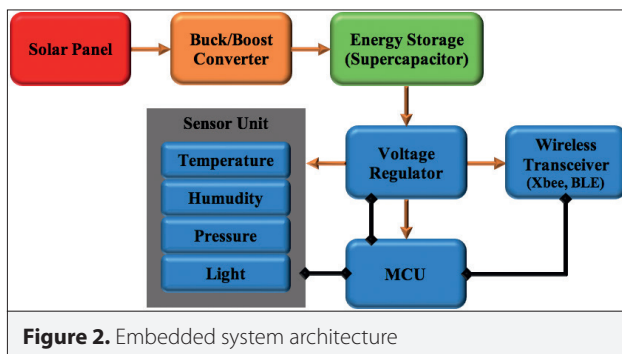 Solar Panel
Buck/Boost
Converter
Energy Storage
(Supercapacitor)
Sensor Unit
Temperature
Humudity
Pressure
Light
Voltage
Regulator
Wireless
Transceiver
(Xbee, BLE)
MCU
Figure 2. Embedded system architecture